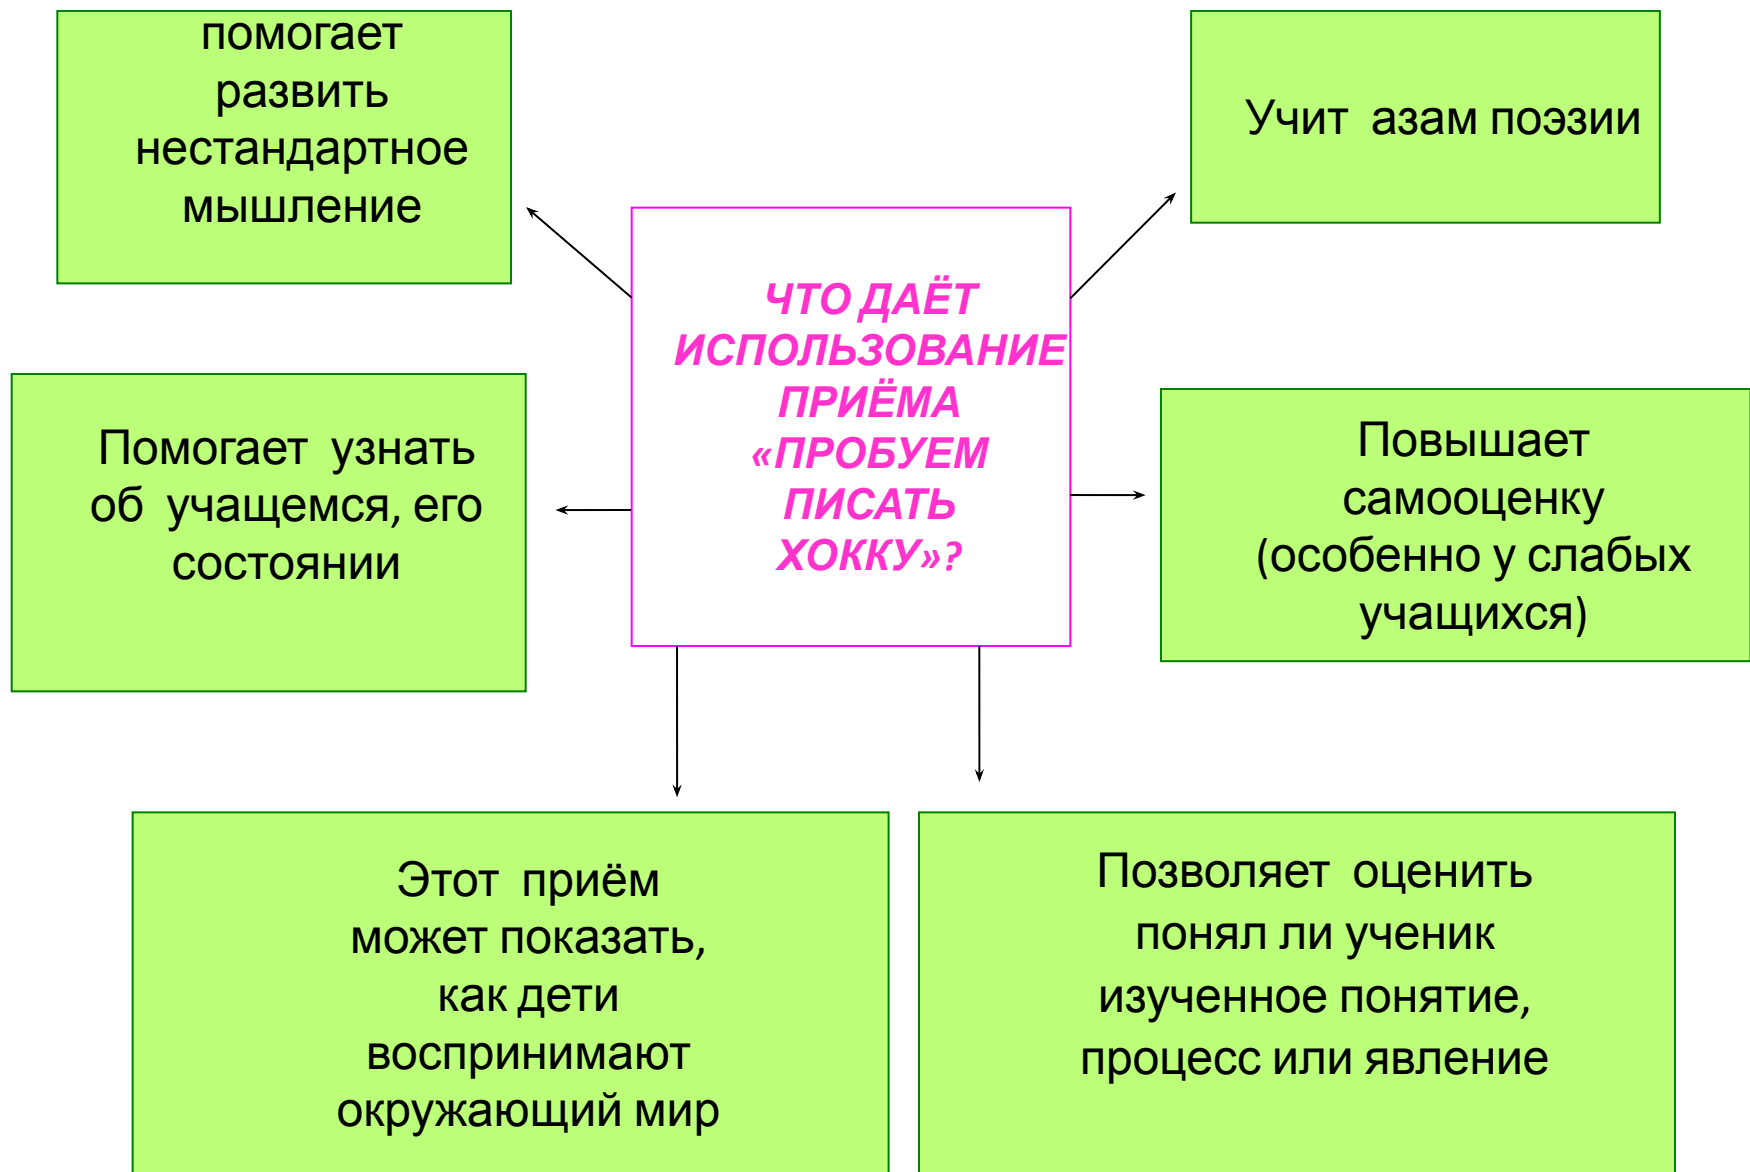 помогает
развить
нестандартное
мышление
Учит азам поэзии
ЧТО ДАЁТ
ИСПОЛЬЗОВАНИЕ
ПРИЁМА
«ПРОБУЕМ
ПИСАТЬ
ХОККУ»?
Помогает узнать
об учащемся, его
состоянии
Повышает
самооценку
(особенно у слабых
учащихся)
Этот приём
может показать,
как дети
воспринимают
окружающий мир
Позволяет оценить
понял ли ученик
изученное понятие,
процесс или явление